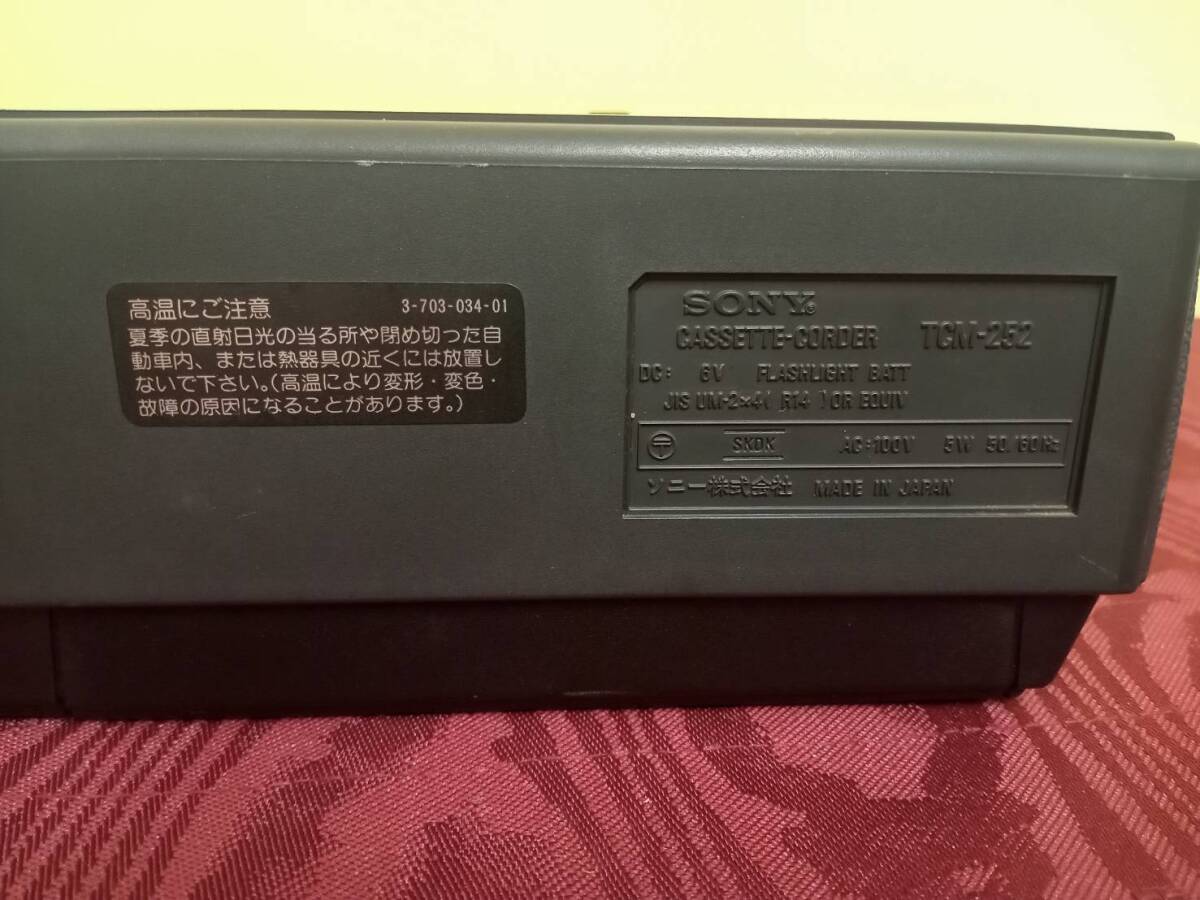 高温にご注意 3-703-034-01
夏季の直射日光の当る所や閉め切った自
動車内、または熱器具の近くには放置し
ないで下さい。(高温により変形・変色・
故障の原因になることがあります。)
SONY®
CASSETTE-CORDER TCM-252
DC: 6V FLASHLIGHT BATT
JIS UM-2×4( R14 )OR EQUIV
〒 SKDK AC:100V 5W 50/60Hz
ソニー株式会社 MADE IN JAPAN